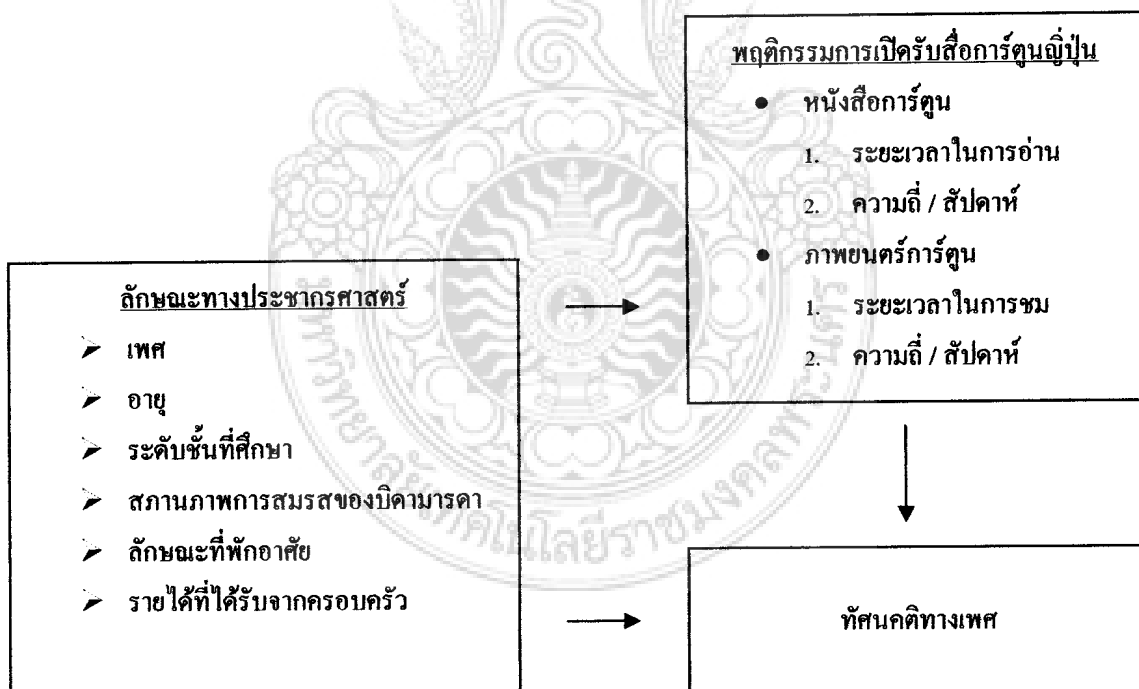 พฤติกรรมการเปิดรับสื่อการ์ตูนญี่ปุ่น
• หนังสือการ์ตูน
1. ระยะเวลาในการอ่าน
2. ความถี่ / สัปดาห์
• ภาพยนตร์การ์ตูน
1. ระยะเวลาในการชม
2. ความถี่ / สัปดาห์
ลักษณะทางประชากรศาสตร์
➢ เพศ
➢ อายุ
➢ ระดับชั้นที่ศึกษา
➢ สถานภาพการสมรสของบิดามารดา
➢ ลักษณะที่พักอาศัย
➢ รายได้ที่ได้รับจากครอบครัว
ทัศนคติทางเพศ